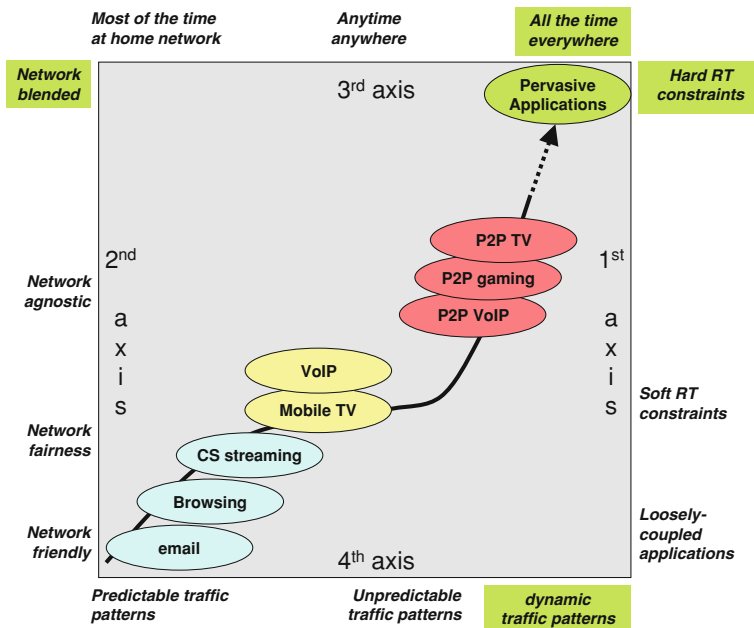 Most of the time
at home network
Anytime
anywhere
All the time
everywhere
Network
blended
3rd axis
Pervasive
Applications
Hard RT
constraints
P2P TV
2nd
1st
P2P gaming
Network
agnostic
P2P VoIP
a
x
i
s
a
x
i
s
VoIP
Mobile TV
Soft RT
constraints
Network
fairness
CS streaming
Browsing
Network
friendly
email
Loosely-
coupled
applications
4th axis
Predictable traffic
patterns
Unpredictable
traffic patterns
dynamic
traffic patterns